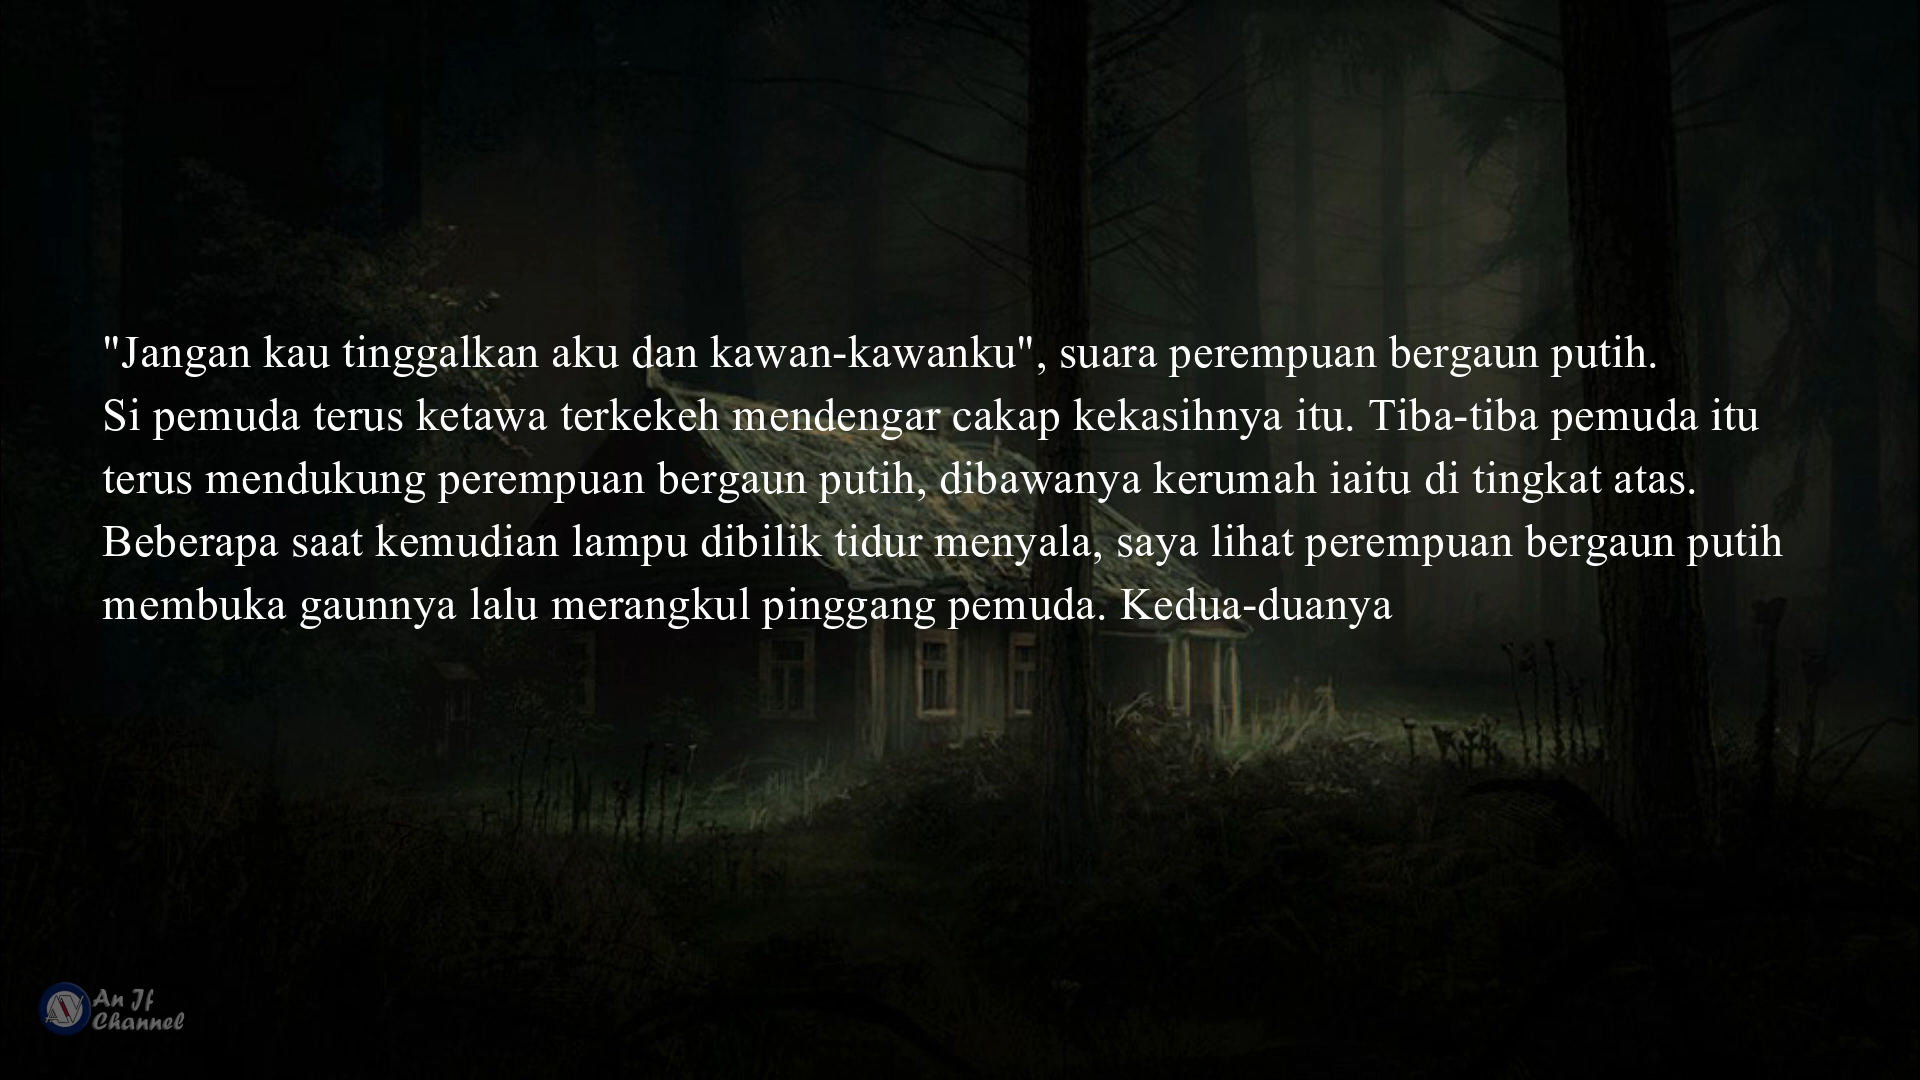 "Jangan kau tinggalkan aku dan kawan-kawanku", suara perempuan bergaun putih.
Si pemuda terus ketawa terkekeh mendengar cakap kekasihnya itu. Tiba-tiba pemuda itu
terus mendukung perempuan bergaun putih, dibawanya kerumah iaitu di tingkat atas.
Beberapa saat kemudian lampu dibilik tidur menyala, saya lihat perempuan bergaun putih
membuka gaunnya lalu merangkul pinggang pemuda. Kedua-duanya
An If
Channel